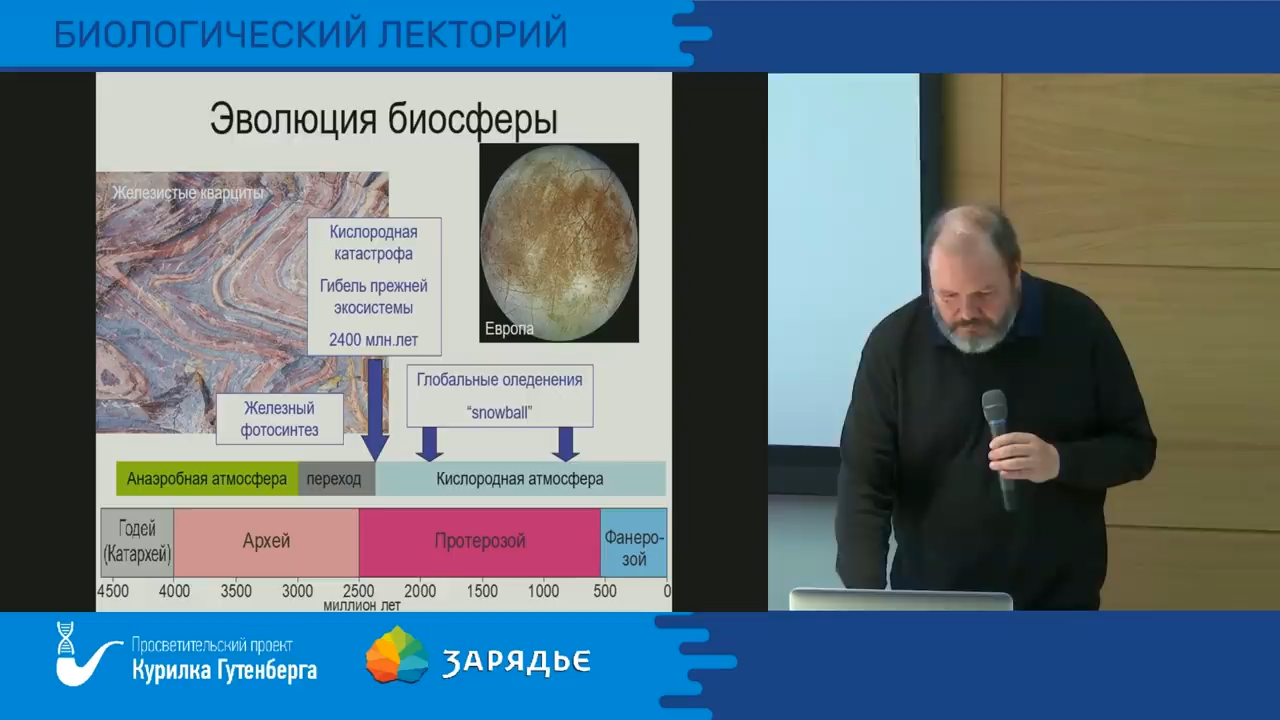 БИОЛОГИЧЕСКИЙ ЛЕКТОРИЙ
Эволюция биосферы
Железистые кварциты
Кислородная
катастрофа
Гибель прежней
экосистемы
2400 млн.лет
Европа
Глобальные оледенения
“snowball”
Железный
фотосинтез
Анаэробная атмосфера
переход
Кислородная атмосфера
Годей
(Катархей)
Архей
Протерозой
Фанеро-
зой
4500 4000 3500 3000 2500 2000 1500 1000 500 0
миллион лет
Просветительский проект
Курилка Гутенберга
ЗАРЯДЬЕ